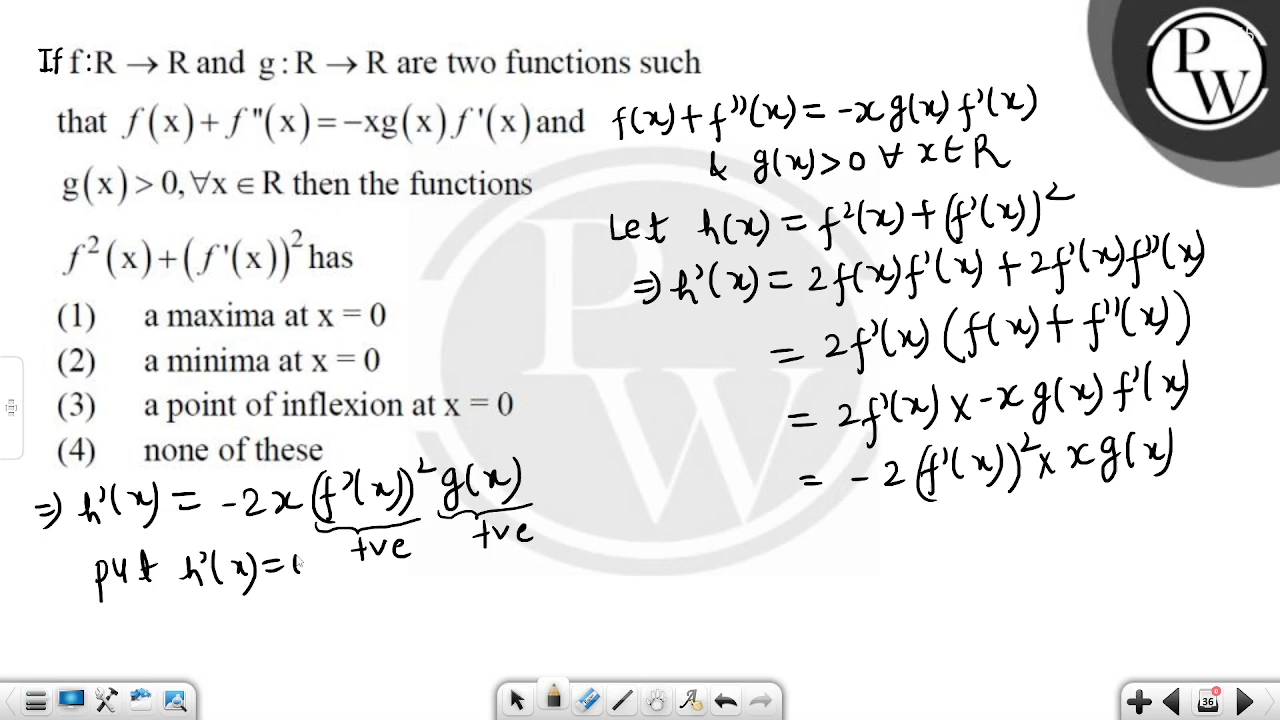 If f : R → R and g : R → R are two functions such
that f(x) + f "(x) = −xg(x) f '(x) and
g(x) > 0, ∀x ∈ R then the functions
f²(x) + (f '(x))² has
(1) a maxima at x = 0
(2) a minima at x = 0
(3) a point of inflexion at x = 0
(4) none of these
f(x) + f''(x) = -x g(x) f'(x)
& g(x) > 0 ∀ x ∈ R
Let h(x) = f²(x) + (f'(x))²
⇒ h'(x) = 2f(x)f'(x) + 2f'(x)f''(x)
= 2f'(x) (f(x) + f''(x))
= 2f'(x) × -x g(x) f'(x)
= -2 (f'(x))² × x g(x)
⇒ h'(x) = -2x (f'(x))² g(x)
+ve +ve
put h'(x) =
PW
36